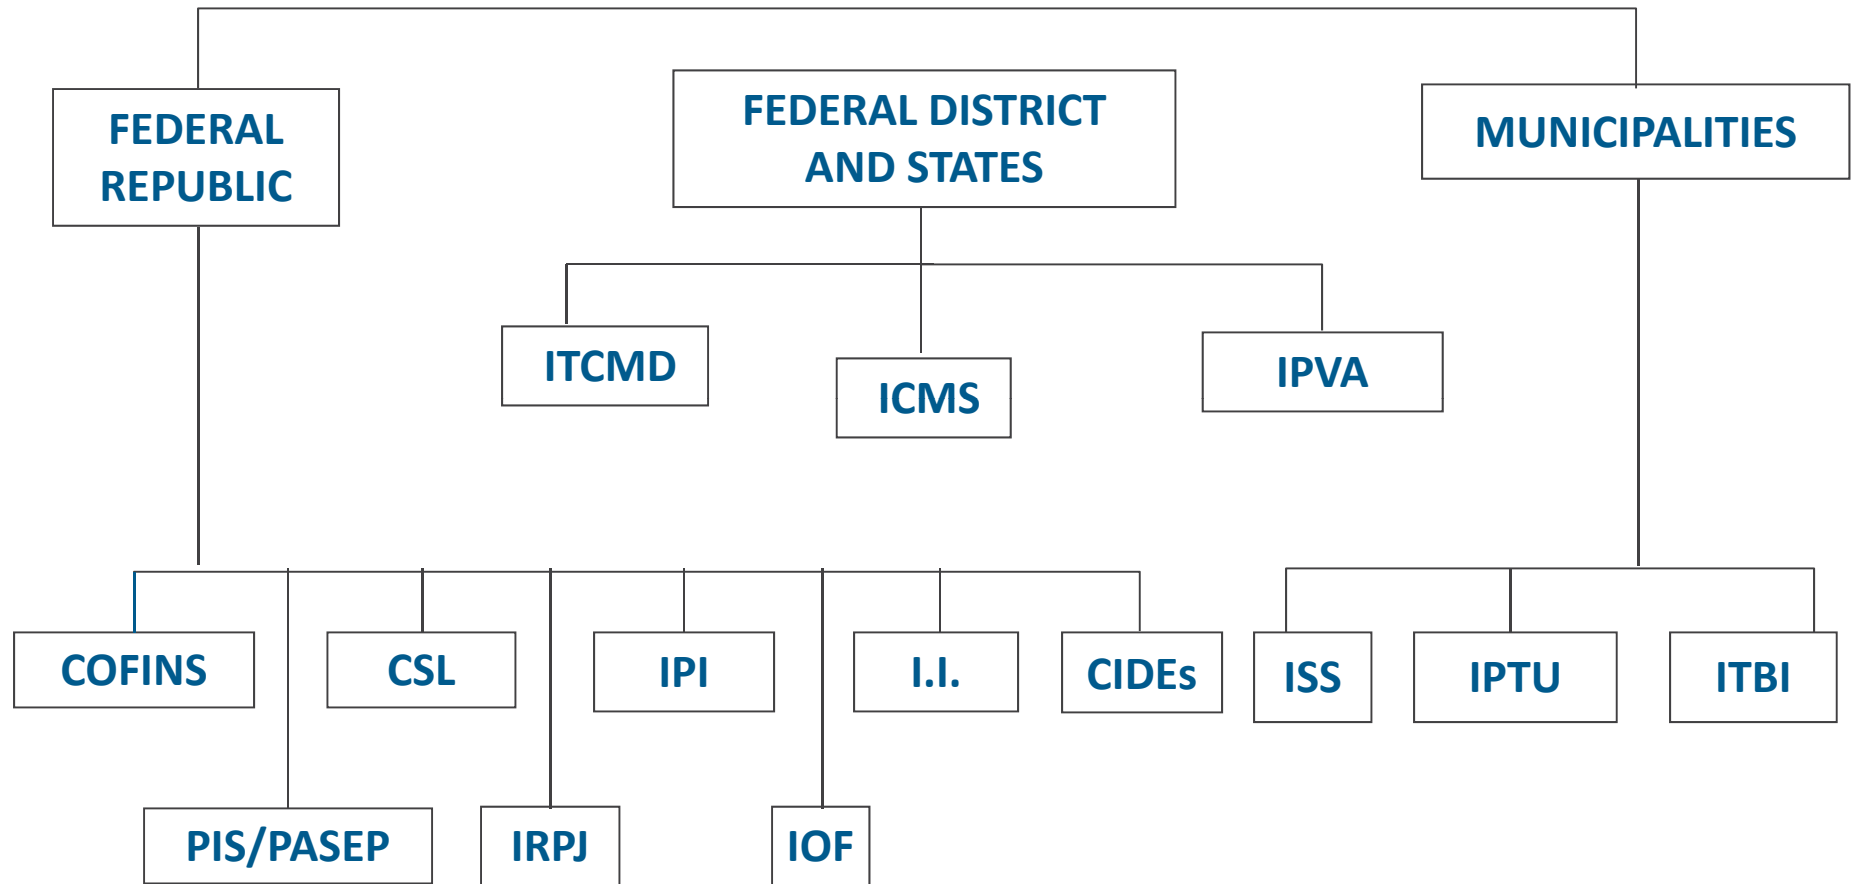 FEDERAL
REPUBLIC
FEDERAL DISTRICT
AND STATES
MUNICIPALITIES
ITCMD
ICMS
IPVA
COFINS
CSL
IPI
I.I.
CIDEs
ISS
IPTU
ITBI
PIS/PASEP
IRPJ
IOF